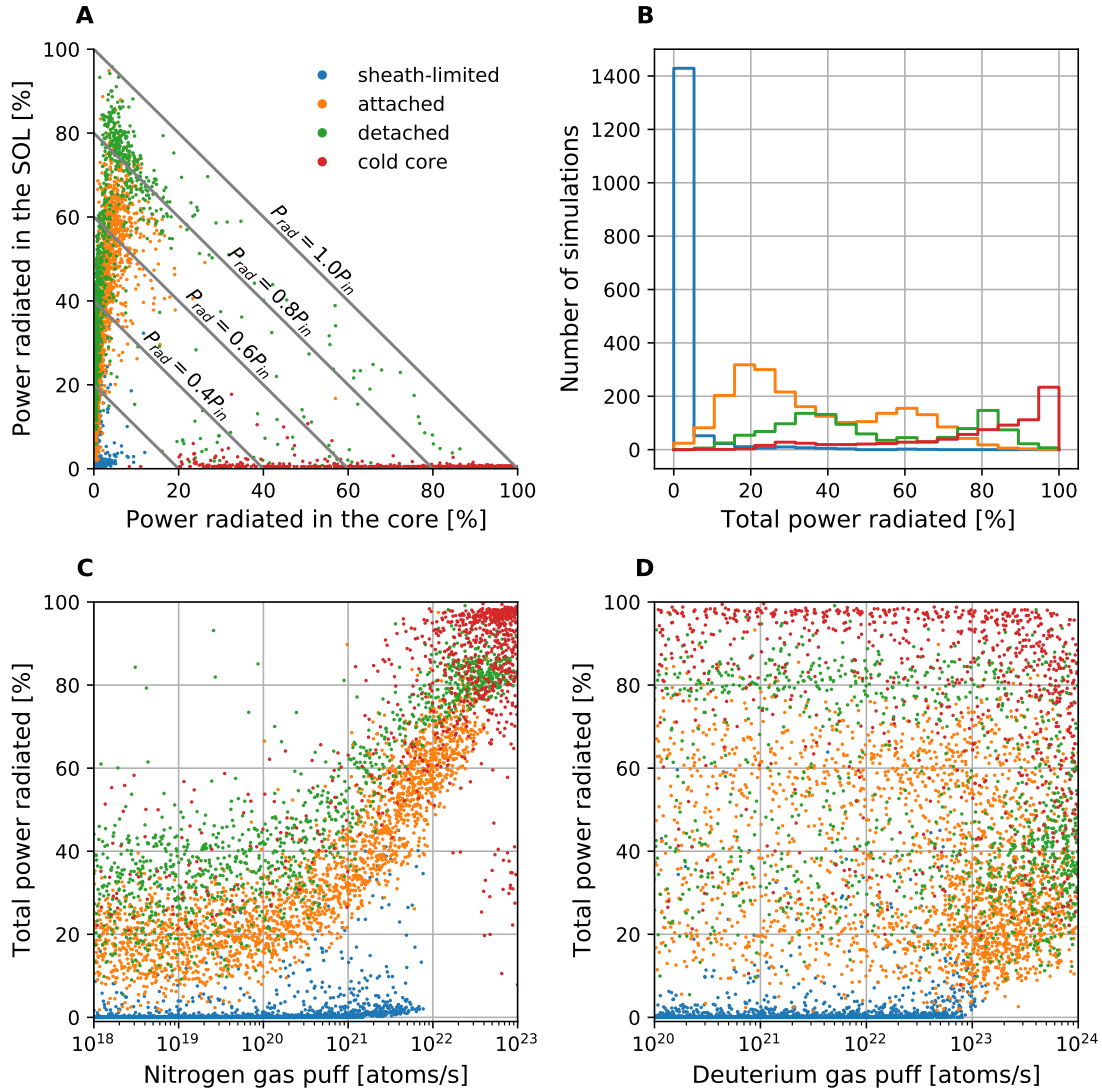 A
Power radiated in the SOL [%]
100
80
60
40
20
0
sheath-limited
attached
detached
cold core
P_rad = 1.0P_in
P_rad = 0.8P_in
P_rad = 0.6P_in
P_rad = 0.4P_in
0 20 40 60 80 100
Power radiated in the core [%]
B
Number of simulations
1400
1200
1000
800
600
400
200
0
0 20 40 60 80 100
Total power radiated [%]
C
Total power radiated [%]
100
80
60
40
20
0
10^18 10^19 10^20 10^21 10^22 10^23
Nitrogen gas puff [atoms/s]
D
Total power radiated [%]
100
80
60
40
20
0
10^20 10^21 10^22 10^23 10^24
Deuterium gas puff [atoms/s]